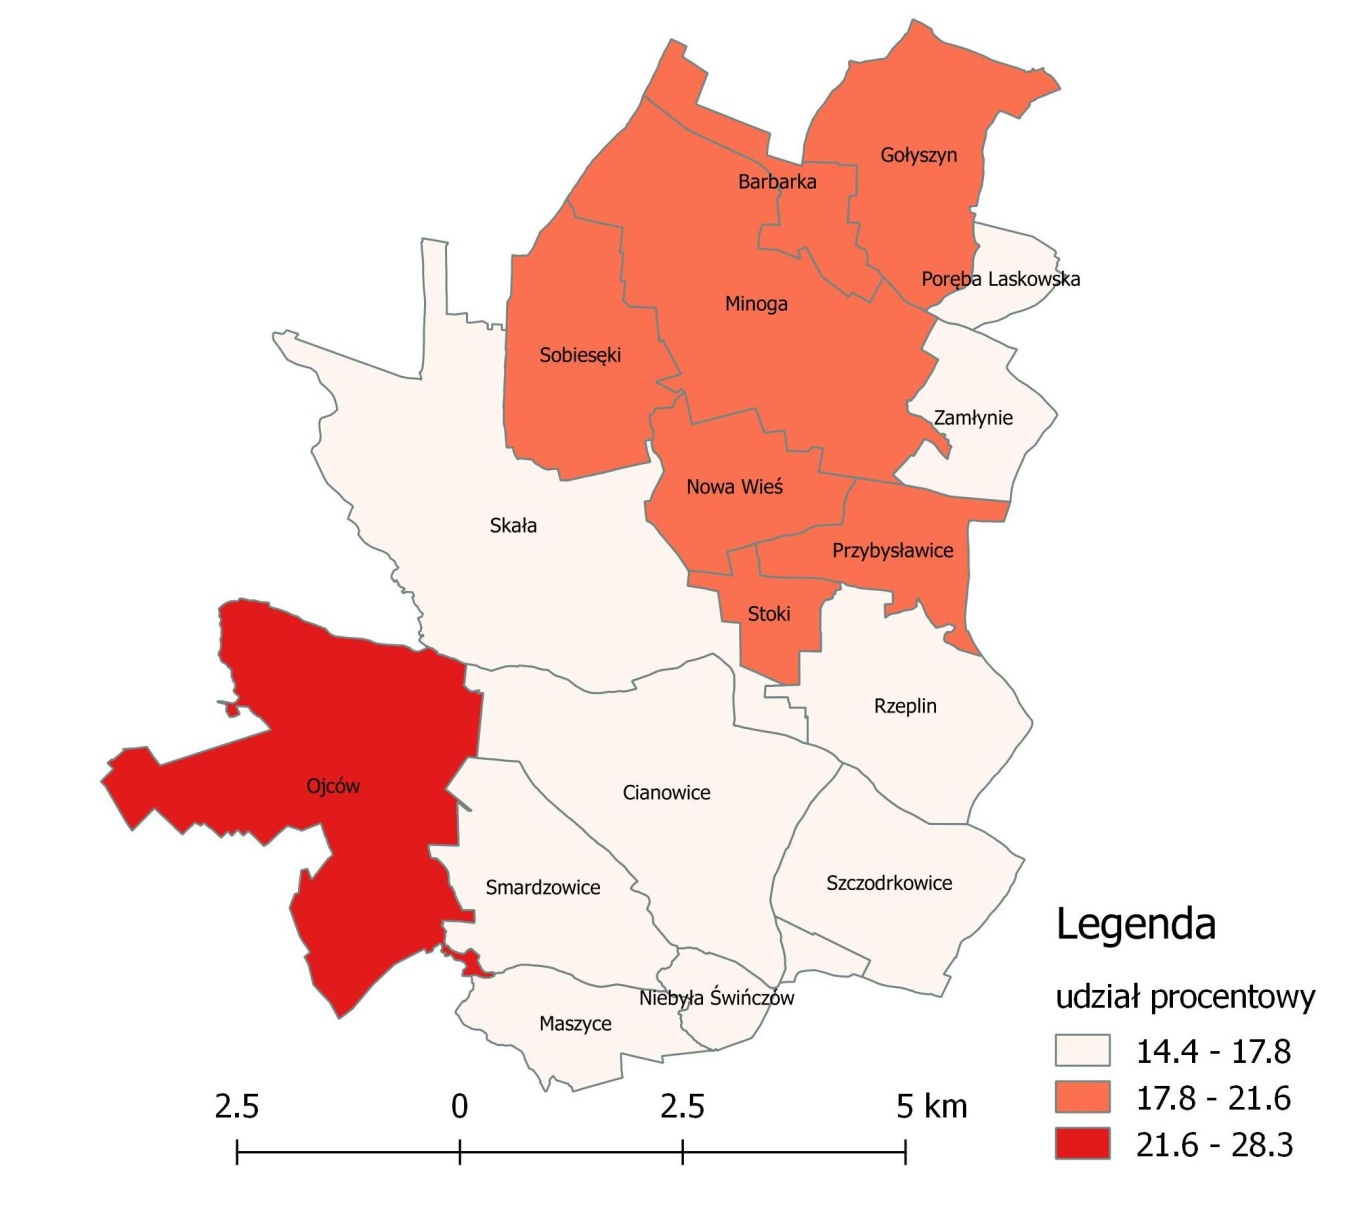 Gołyszyn
Barbarka
Poręba Laskowska
Minoga
Sobiesęki
Zamłynie
Nowa Wieś
Skała
Przybysławice
Stoki
Rzeplin
Ojców
Cianowice
Szczodrkowice
Smardzowice
Niebyła Świńczów
Maszyce
Legenda
udział procentowy
14.4 - 17.8
17.8 - 21.6
21.6 - 28.3
2.5 0 2.5 5 km